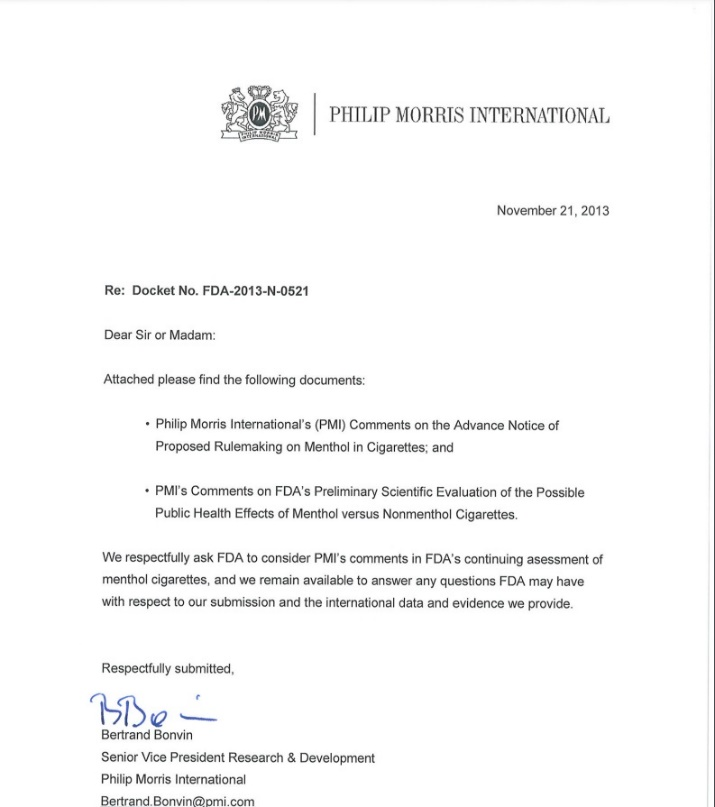 PM
PHILIP MORRIS
INTERNATIONAL
PHILIP MORRIS INTERNATIONAL
November 21, 2013
Re: Docket No. FDA-2013-N-0521
Dear Sir or Madam:
Attached please find the following documents:
• Philip Morris International's (PMI) Comments on the Advance Notice of
Proposed Rulemaking on Menthol in Cigarettes; and
• PMI's Comments on FDA's Preliminary Scientific Evaluation of the Possible
Public Health Effects of Menthol versus Nonmenthol Cigarettes.
We respectfully ask FDA to consider PMI's comments in FDA's continuing asessment of
menthol cigarettes, and we remain available to answer any questions FDA may have
with respect to our submission and the international data and evidence we provide.
Respectfully submitted,
Bertrand Bonvin
Senior Vice President Research & Development
Philip Morris International
Bertrand.Bonvin@pmi.com